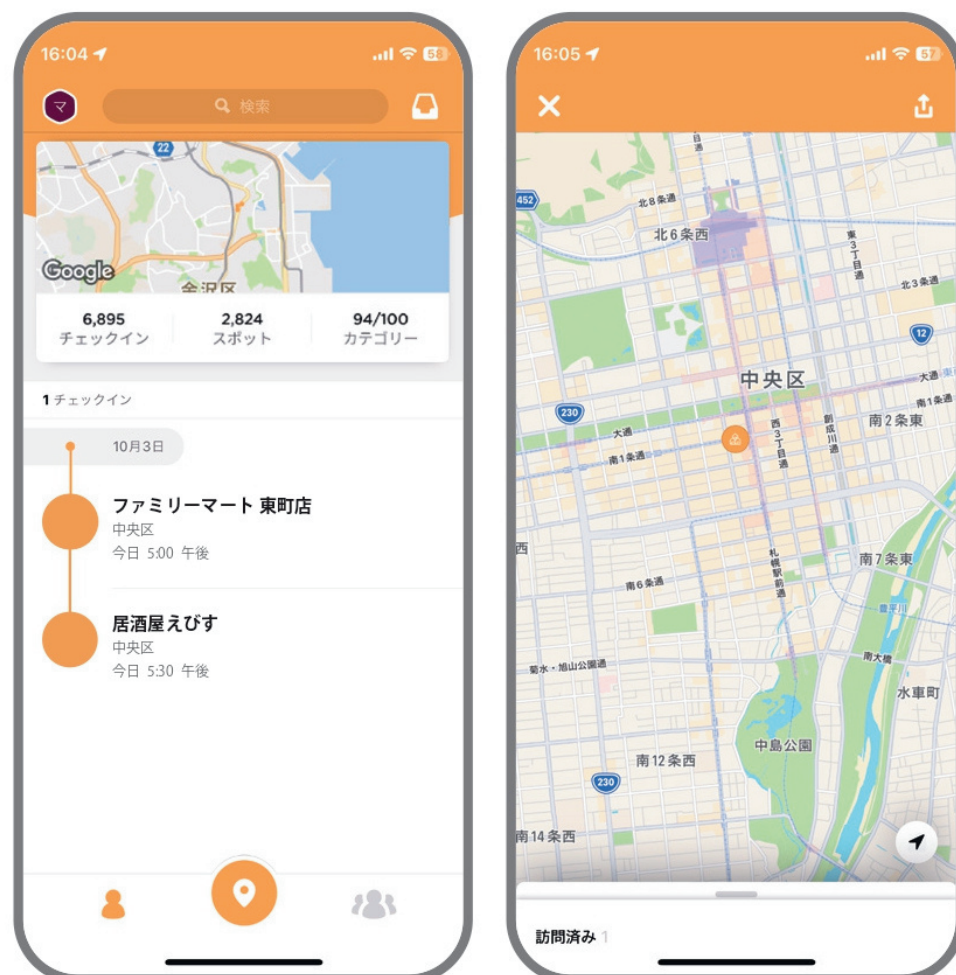 16:04
58
マ
検索
22
Google
金沢区
6,895
チェックイン
2,824
スポット
94/100
カテゴリー
1 チェックイン
10月3日
ファミリーマート 東町店
中央区
今日 5:00 午後
居酒屋えびす
中央区
今日 5:30 午後
16:05
57
452
北8条通
北6条西
東3丁目通
北3条通
12
中央区
大通
230
南1条通
南2条東
大通
南1条通
西3丁目通
創成川通
西
札幌駅前通
南7条東
南6条通
豊平川
南大橋
菊水・旭山公園通
水車町
中島公園
南12条西
230
南14条西
訪問済み 1